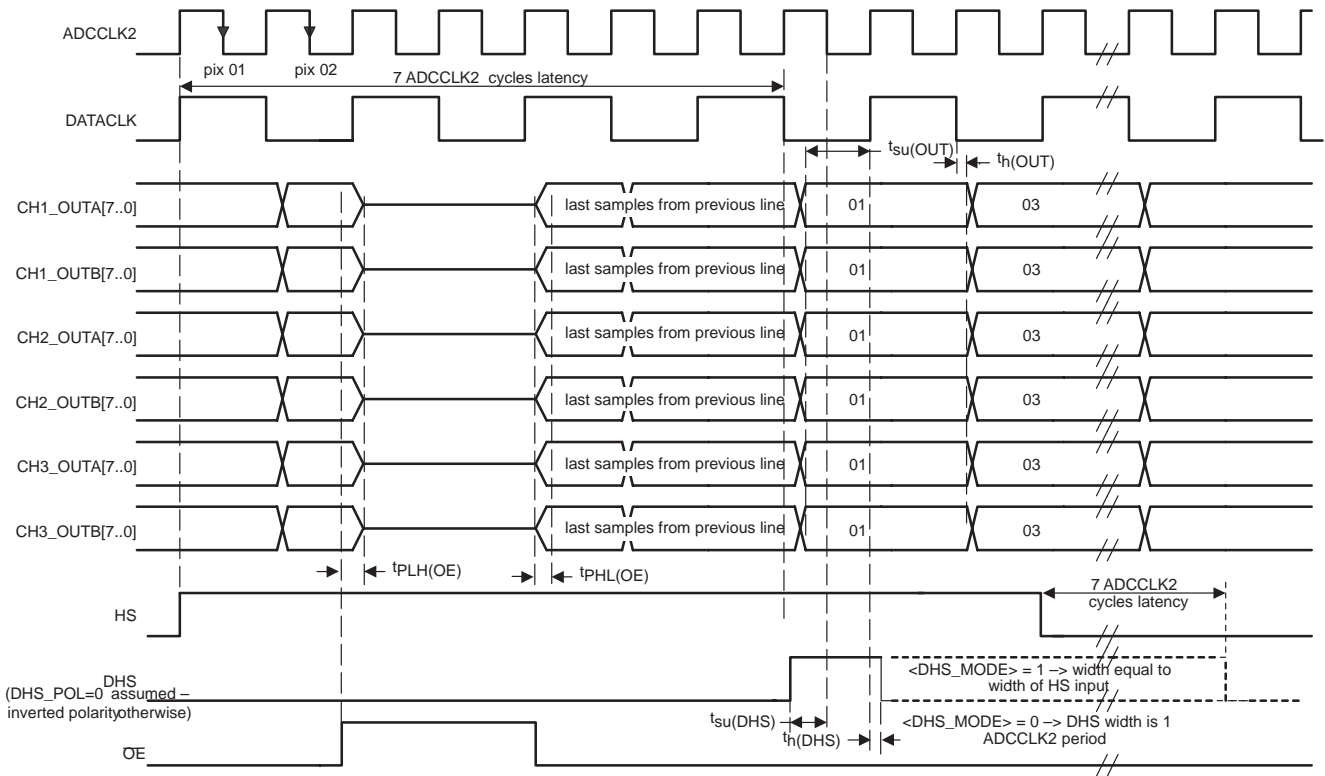 ADCCLK2
pix 01
pix 02
7 ADCCLK2 cycles latency
DATACLK
tsu(OUT)
th(OUT)
CH1_OUTA[7..0]
last samples from previous line
01
03
CH1_OUTB[7..0]
last samples from previous line
01
03
CH2_OUTA[7..0]
last samples from previous line
01
03
CH2_OUTB[7..0]
last samples from previous line
01
03
CH3_OUTA[7..0]
last samples from previous line
01
03
CH3_OUTB[7..0]
last samples from previous line
01
03
tPLH(OE)
tPHL(OE)
HS
7 ADCCLK2
cycles latency
DHS
(DHS_POL=0 assumed –
inverted polarityotherwise)
<DHS_MODE> = 1 –> width equal to
width of HS input
tsu(DHS)
th(DHS)
<DHS_MODE> = 0 –> DHS width is 1
ADCCLK2 period
O̅E̅